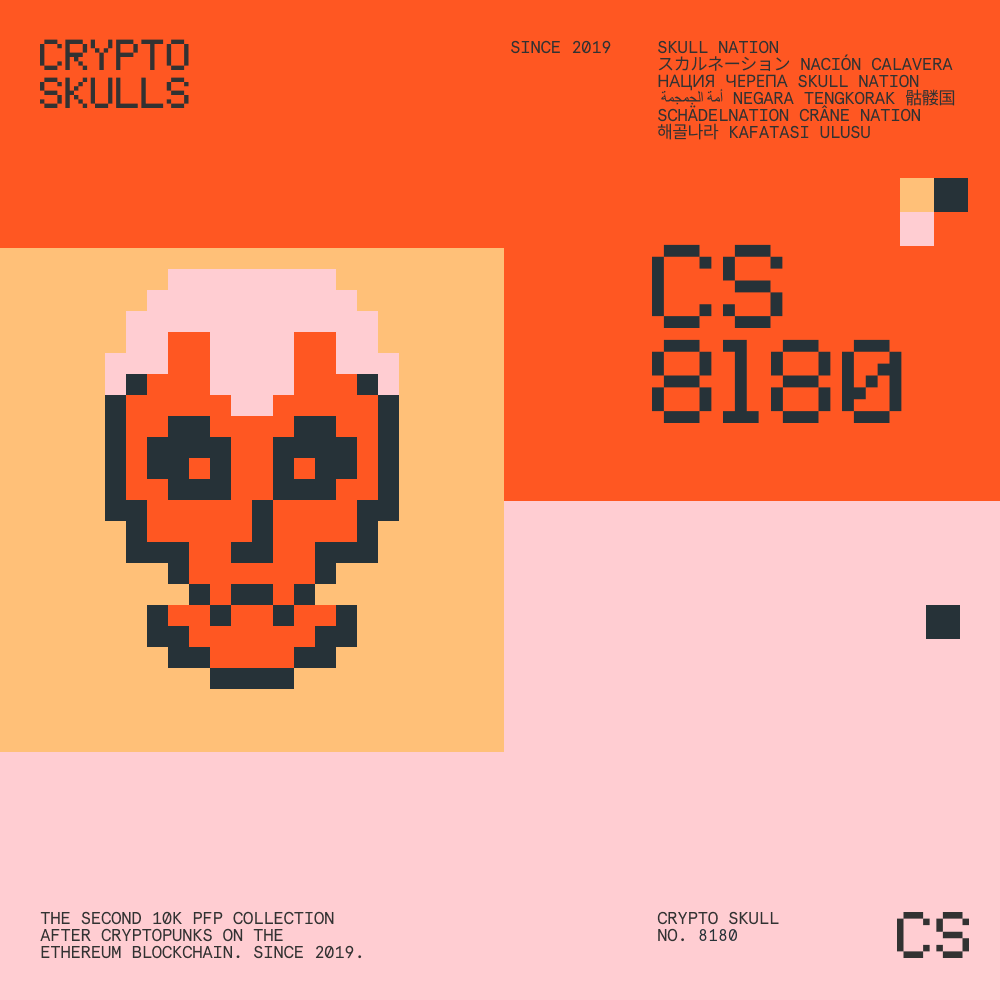 CRYPTO
SKULLS
SINCE 2019
SKULL NATION
スカルネーション NACIÓN CALAVERA
НАЦИЯ ЧЕРЕПА SKULL NATION
أمة الجمجمة NEGARA TENGKORAK 骷髅国
SCHÄDELNATION CRÂNE NATION
해골나라 KAFATASI ULUSU
CS
8180
THE SECOND 10K PFP COLLECTION
AFTER CRYPTOPUNKS ON THE
ETHEREUM BLOCKCHAIN. SINCE 2019.
CRYPTO SKULL
NO. 8180
CS